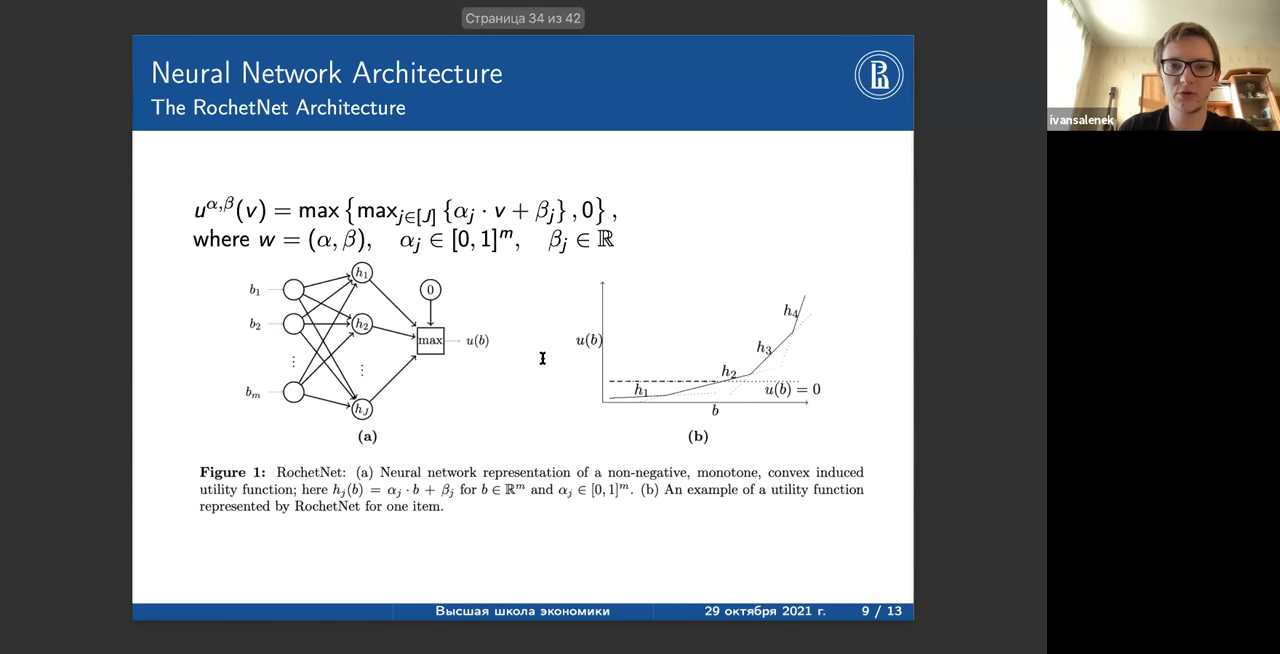 Страница 34 из 42
Neural Network Architecture
The RochetNet Architecture
ivansalenek
u^{α,β}(v) = max {max_{j∈[J]} {α_j · v + β_j} , 0} ,
where w = (α, β), α_j ∈ [0, 1]^m, β_j ∈ ℝ
b_1
b_2
⋮
b_m
h_1
h_2
⋮
h_J
0
max
u(b)
(a)
u(b)
h_1
h_2
h_3
h_4
u(b) = 0
b
(b)
Figure 1: RochetNet: (a) Neural network representation of a non-negative, monotone, convex induced
utility function; here h_j(b) = α_j · b + β_j for b ∈ ℝ^m and α_j ∈ [0, 1]^m. (b) An example of a utility function
represented by RochetNet for one item.
Высшая школа экономики 29 октября 2021 г. 9 / 13